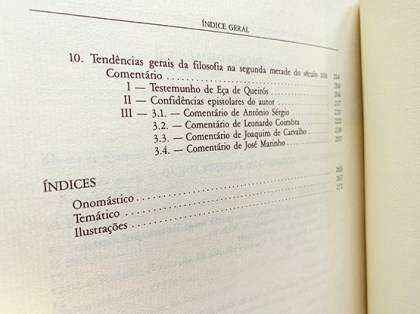 ÍNDICE GERAL
10. Tendências gerais da filosofia na segunda metade do século XIX
Comentário
I — Testemunho de Eça de Queirós
II — Confidências epistolares do autor
III — 3.1. — Comentário de António Sérgio
3.2. — Comentário de Leonardo Coimbra
3.3. — Comentário de Joaquim de Carvalho
3.4. — Comentário de José Marinho
ÍNDICES
Onomástico
Temático
Ilustrações